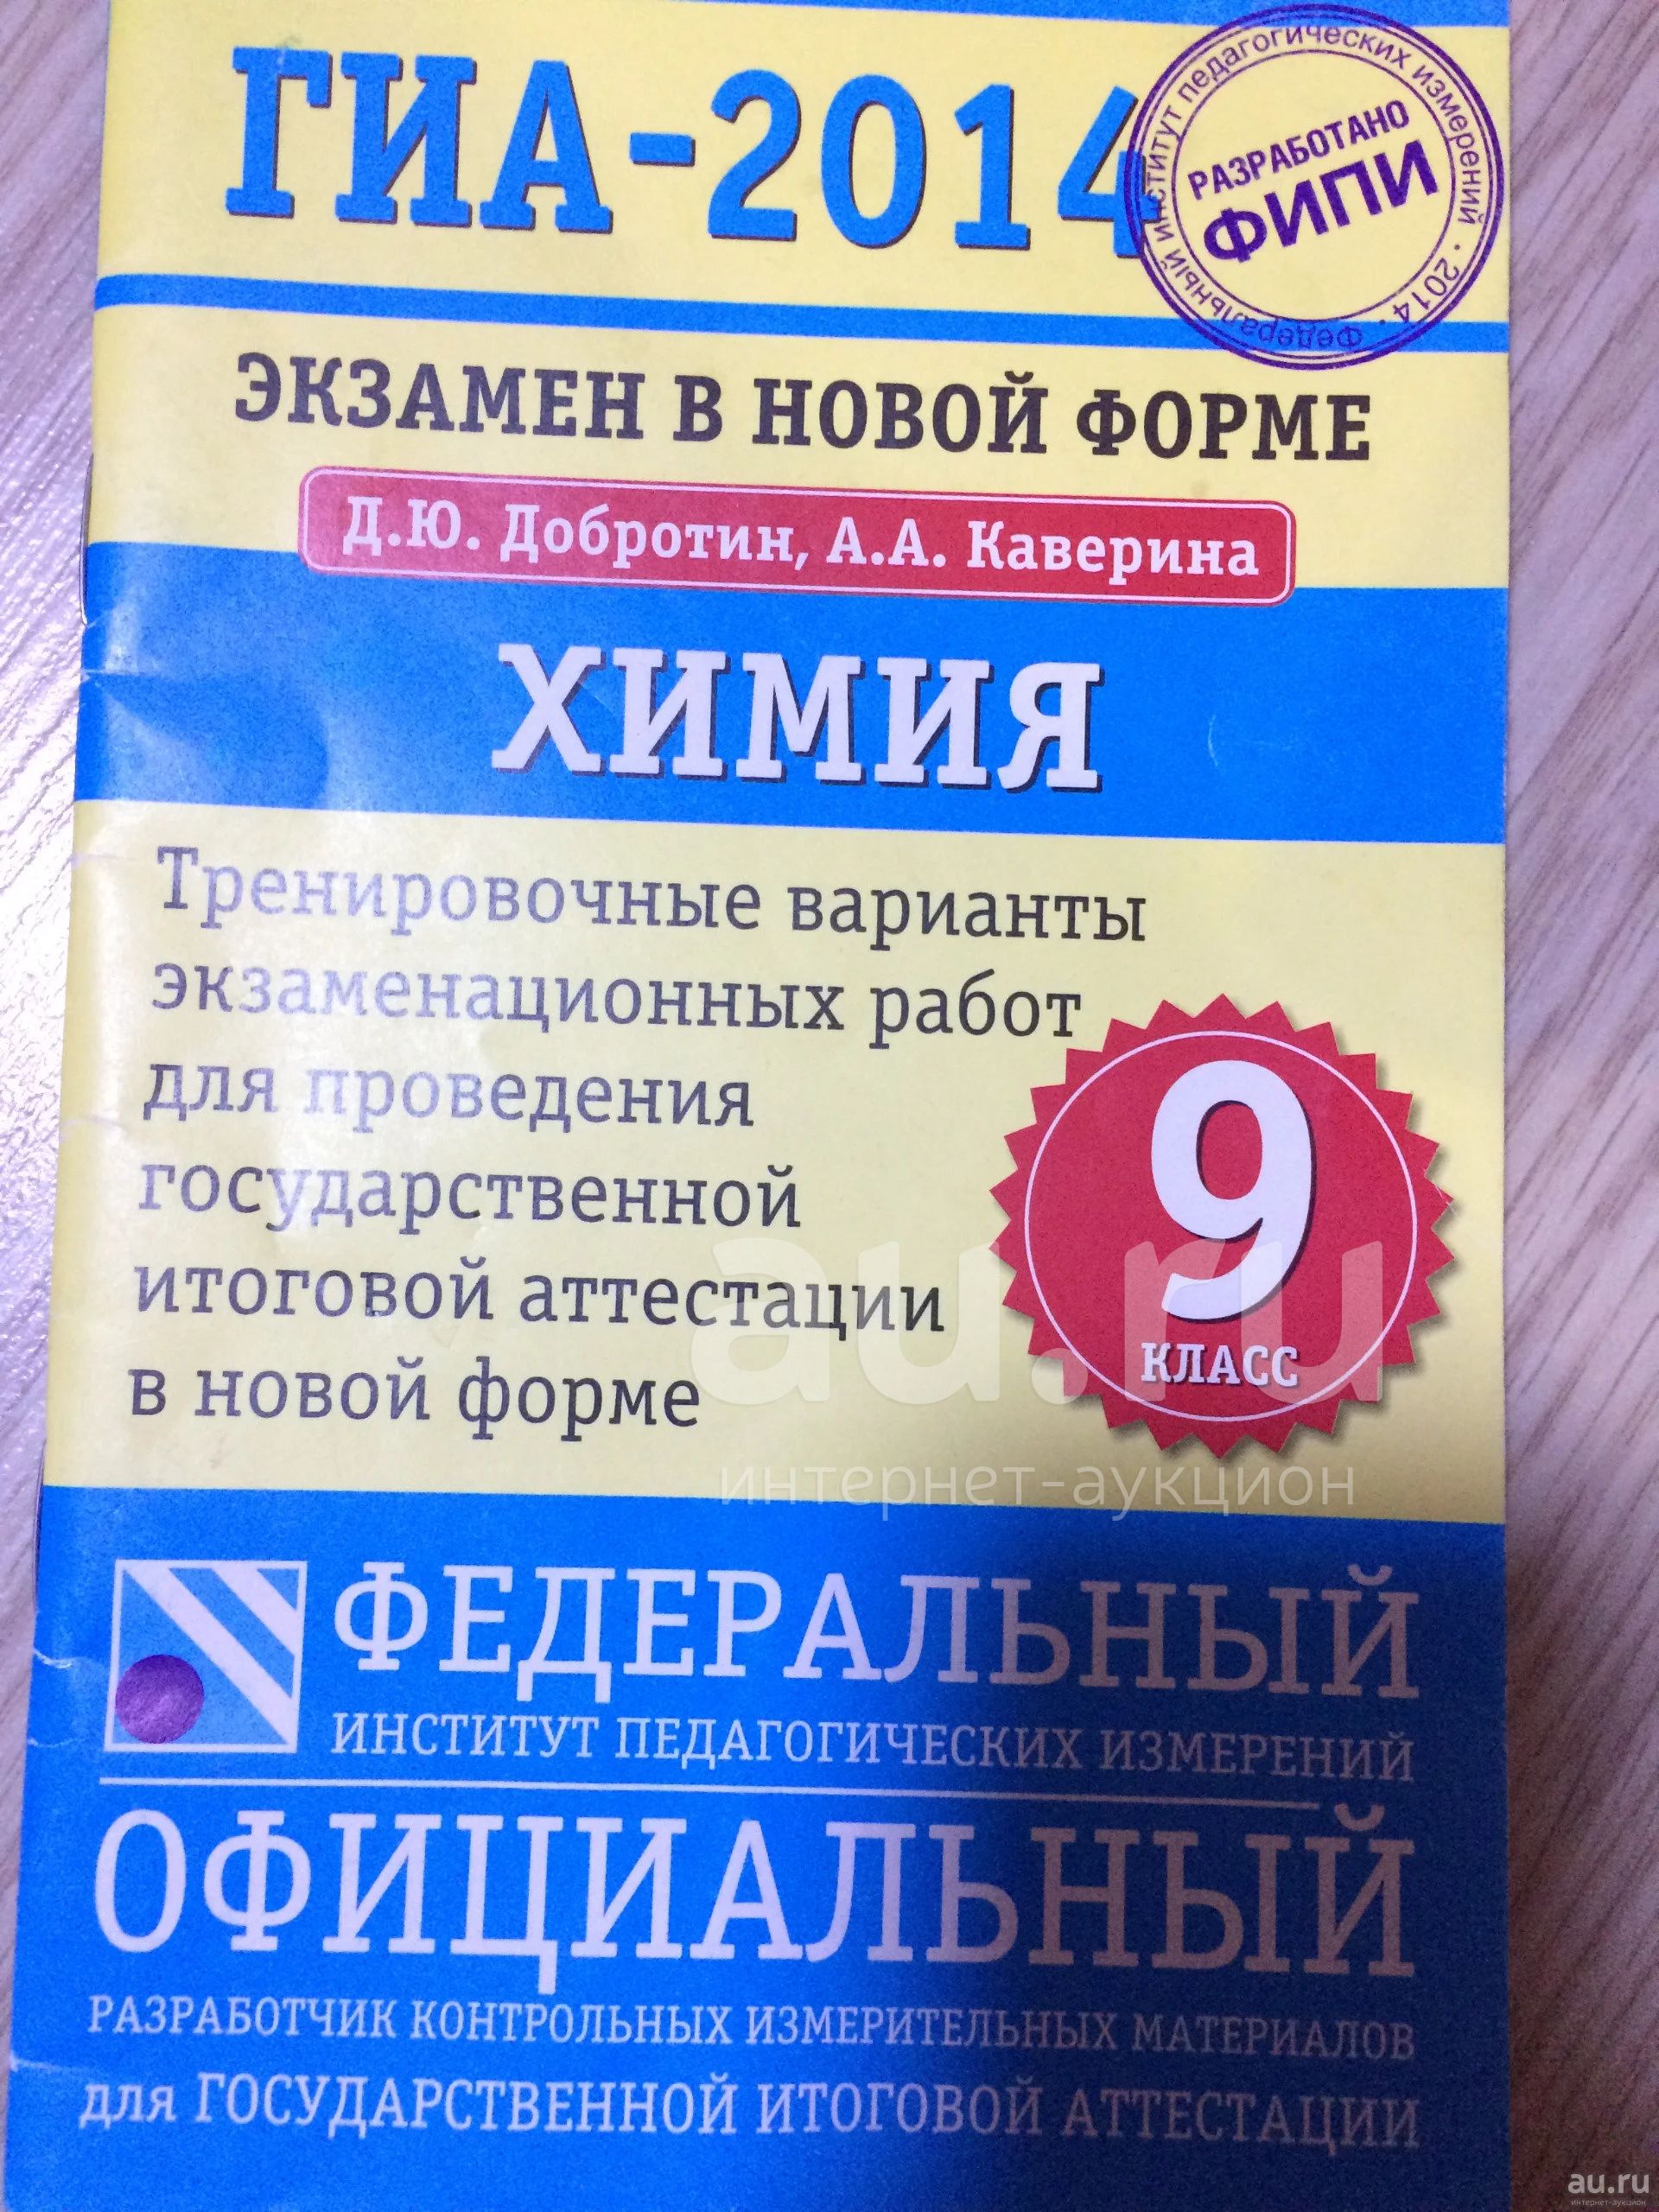 ГИА-2014
Федеральный институт педагогических измерений · 2014 ·
РАЗРАБОТАНО
ФИПИ
ЭКЗАМЕН В НОВОЙ ФОРМЕ
Д.Ю. Добротин, А.А. Каверина
ХИМИЯ
Тренировочные варианты
экзаменационных работ
для проведения
государственной
итоговой аттестации
в новой форме
9
КЛАСС
au.ru
интернет-аукцион
ФЕДЕРАЛЬНЫЙ
ИНСТИТУТ ПЕДАГОГИЧЕСКИХ ИЗМЕРЕНИЙ
ОФИЦИАЛЬНЫЙ
РАЗРАБОТЧИК КОНТРОЛЬНЫХ ИЗМЕРИТЕЛЬНЫХ МАТЕРИАЛОВ
для ГОСУДАРСТВЕННОЙ ИТОГОВОЙ АТТЕСТАЦИИ
au.ru
интернет-аукцион